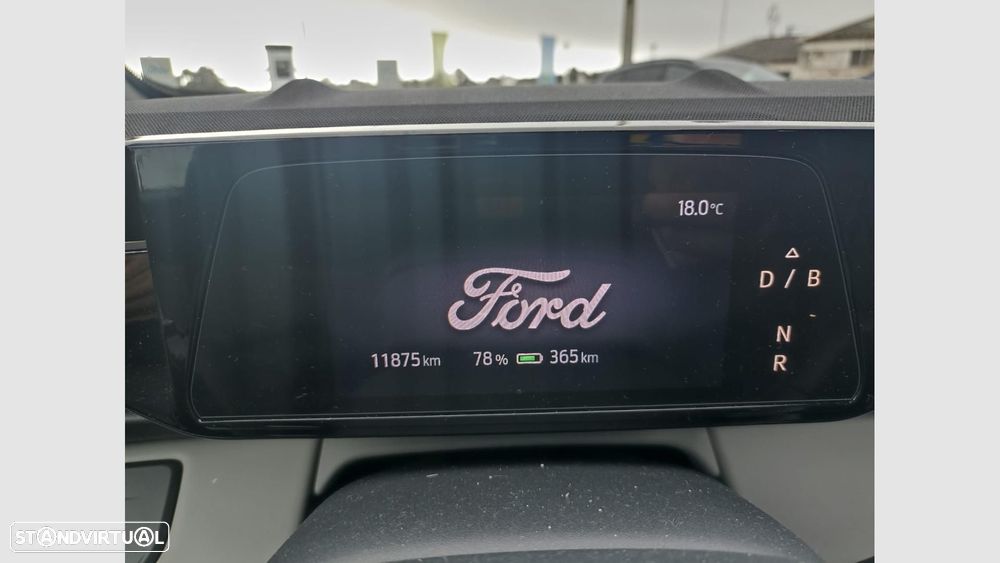 18.0°C
D / B
Ford
N
11875 km 78 % 365 km
R
STANDVIRTUAL